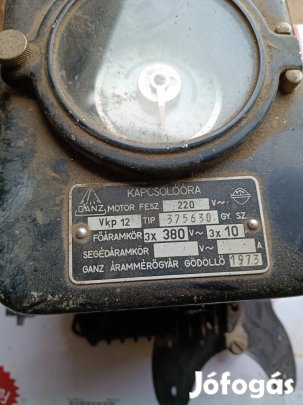 KAPCSOLÓÓRA
GANZ MOTOR FESZ 220 V~
Vkp 12 TIP 375630 GY SZ
FŐÁRAMKÖR 3x 380 V~ 3x 10 A
SEGÉDÁRAMKÖR V~
GANZ ÁRAMMÉRŐGYÁR GÖDÖLLŐ 1973
Jófogás